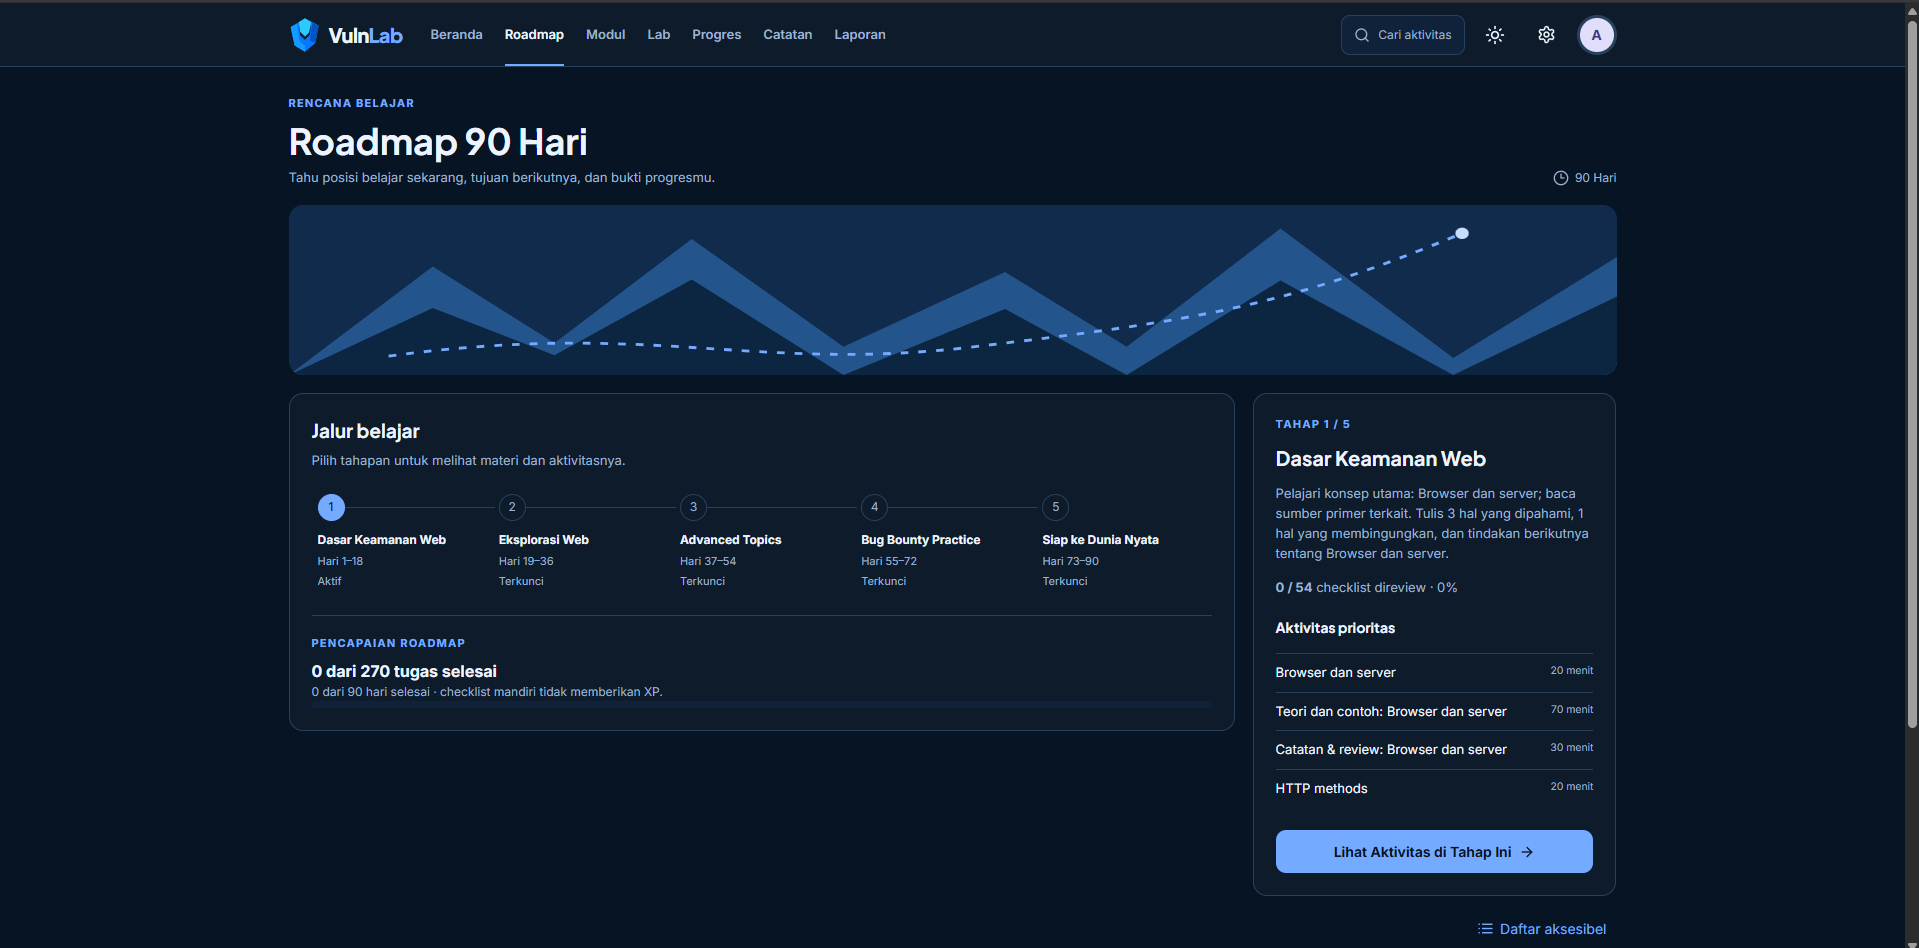 VulnLab
Beranda
Roadmap
Modul
Lab
Progres
Catatan
Laporan
Cari aktivitas
A
RENCANA BELAJAR
Roadmap 90 Hari
Tahu posisi belajar sekarang, tujuan berikutnya, dan bukti progresmu.
90 Hari
Jalur belajar
Pilih tahapan untuk melihat materi dan aktivitasnya.
1
Dasar Keamanan Web
Hari 1–18
Aktif
2
Eksplorasi Web
Hari 19–36
Terkunci
3
Advanced Topics
Hari 37–54
Terkunci
4
Bug Bounty Practice
Hari 55–72
Terkunci
5
Siap ke Dunia Nyata
Hari 73–90
Terkunci
PENCAPAIAN ROADMAP
0 dari 270 tugas selesai
0 dari 90 hari selesai · checklist mandiri tidak memberikan XP.
TAHAP 1 / 5
Dasar Keamanan Web
Pelajari konsep utama: Browser dan server; baca
sumber primer terkait. Tulis 3 hal yang dipahami, 1
hal yang membingungkan, dan tindakan berikutnya
tentang Browser dan server.
0 / 54 checklist direview · 0%
Aktivitas prioritas
Browser dan server 20 menit
Teori dan contoh: Browser dan server 70 menit
Catatan & review: Browser dan server 30 menit
HTTP methods 20 menit
Lihat Aktivitas di Tahap Ini →
Daftar aksesibel